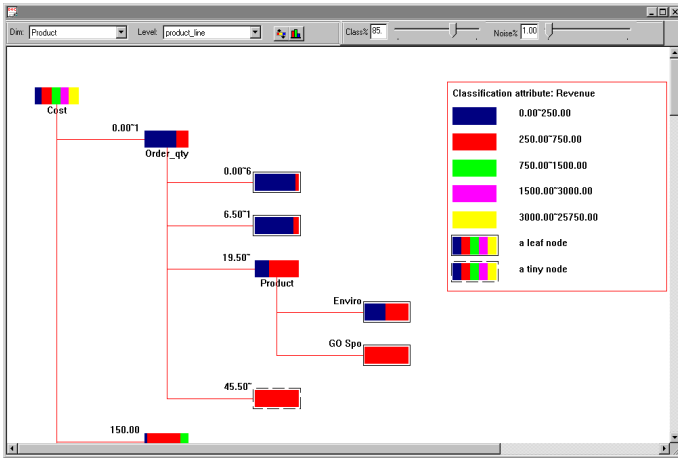 Dim: Product Level: product_line Class% 85. Noise% 1.00
Classification attribute: Revenue
0.00~250.00
250.00~750.00
750.00~1500.00
1500.00~3000.00
3000.00~25750.00
a leaf node
a tiny node
Cost
0.00~1
Order_qty
0.00~6
6.50~1
19.50~
Product
Enviro
GO Spo
45.50~
150.00